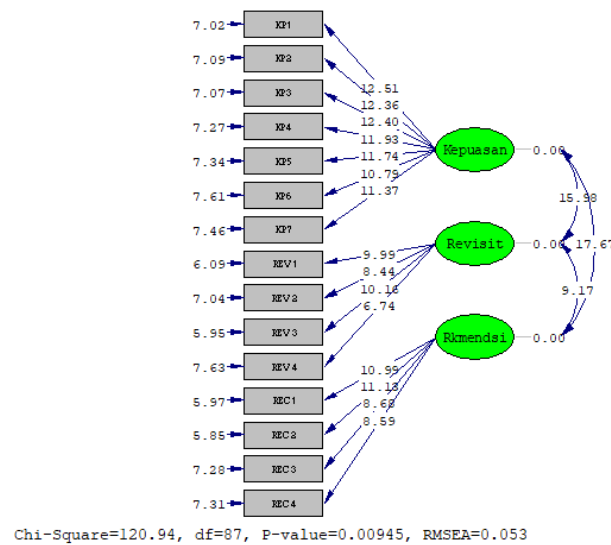 7.02 KP1
7.09 KP2
7.07 KP3
7.27 KP4
7.34 KP5
7.61 KP6
7.46 KP7
6.09 REV1
7.04 REV2
5.95 REV3
7.63 REV4
5.97 REC1
5.85 REC2
7.28 REC3
7.31 REC4
12.51
12.36
12.40
11.93
11.74
10.79
11.37
9.99
8.44
10.16
6.74
10.99
11.13
8.68
8.59
Kepuasan 0.00
Revisit 0.00
Rkmendsi 0.00
15.98
17.67
9.17
Chi-Square=120.94, df=87, P-value=0.00945, RMSEA=0.053